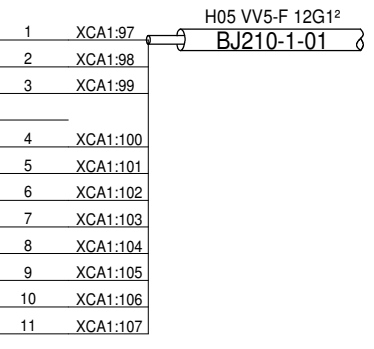 H05 VV5-F 12G1²
BJ210-1-01
1 XCA1:97
2 XCA1:98
3 XCA1:99
4 XCA1:100
5 XCA1:101
6 XCA1:102
7 XCA1:103
8 XCA1:104
9 XCA1:105
10 XCA1:106
11 XCA1:107